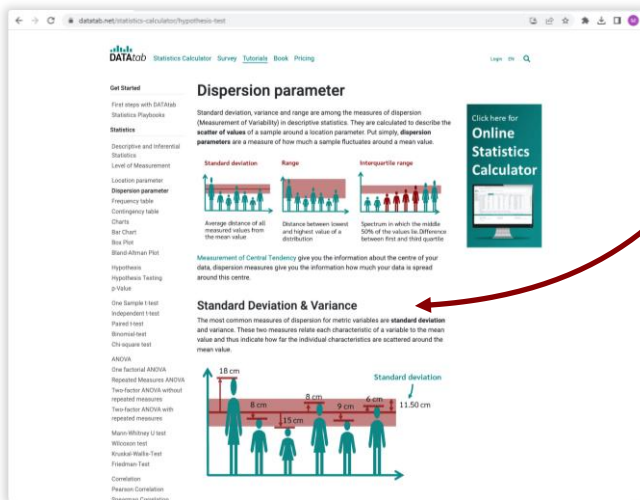 datatab.net/statistics-calculator/hypothesis-test
DATAtab
Statistics Calculator Survey Tutorials Book Pricing
Login EN
Get Started
First steps with DATAtab
Statistics Playbooks
Statistics
Descriptive and Inferential
Statistics
Level of Measurement
Location parameter
Dispersion parameter
Frequency table
Contingency table
Charts
Bar Chart
Box Plot
Bland-Altman Plot
Hypothesis
Hypothesis Testing
p-Value
One Sample t-test
Independent t-test
Paired t-test
Binomial-test
Chi-square test
ANOVA
One factorial ANOVA
Repeated Measures ANOVA
Two-factor ANOVA without
repeated measures
Two-factor ANOVA with
repeated measures
Mann-Whitney U test
Wilcoxon test
Kruskal-Wallis-Test
Friedman-Test
Correlation
Pearson Correlation
Spearman Correlation
Dispersion parameter
Standard deviation, variance and range are among the measures of dispersion
(Measurement of Variability) in descriptive statistics. They are calculated to describe the
scatter of values of a sample around a location parameter. Put simply, dispersion
parameters are a measure of how much a sample fluctuates around a mean value.
Standard deviation
Range
Interquartile range
Average distance of all
measured values from
the mean value
Distance between lowest
and highest value of a
distribution
Spectrum in which the middle
50% of the values lie. Difference
between first and third quartile
Measurement of Central Tendency give you the information about the centre of your
data, dispersion measures give you the information how much your data is spread
around this centre.
Standard Deviation & Variance
The most common measures of dispersion for metric variables are standard deviation
and variance. These two measures relate each characteristic of a variable to the mean
value and thus indicate how far the individual characteristics are scattered around the
mean value.
18 cm
8 cm
15 cm
8 cm
9 cm
6 cm
Standard deviation
11.50 cm
Click here for
Online
Statistics
Calculator